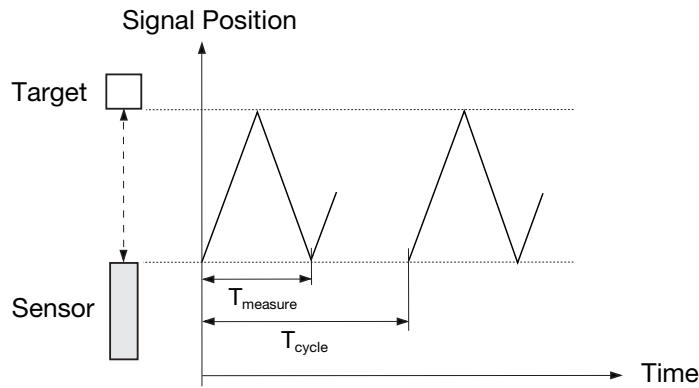 Signal Position
Target
Sensor
Tmeasure
Tcycle
Time